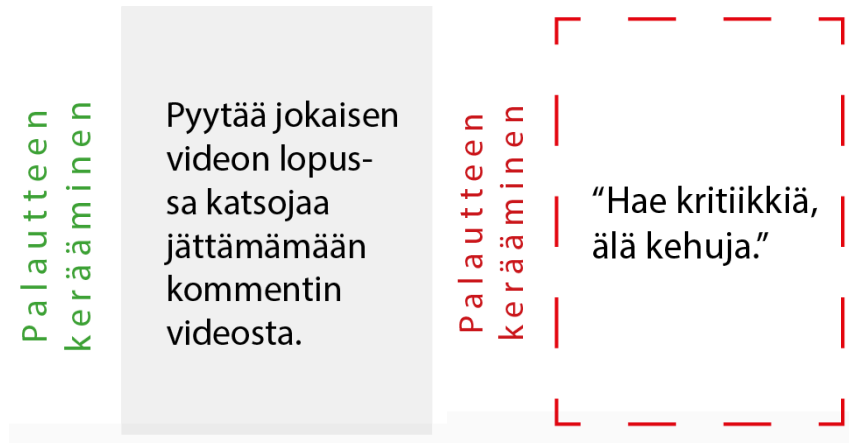 Palautteen
kerääminen
Pyytää jokaisen
videon lopus-
sa katsojaa
jättämämään
kommentin
videosta.
Palautteen
kerääminen
“Hae kritiikkiä,
älä kehuja.”